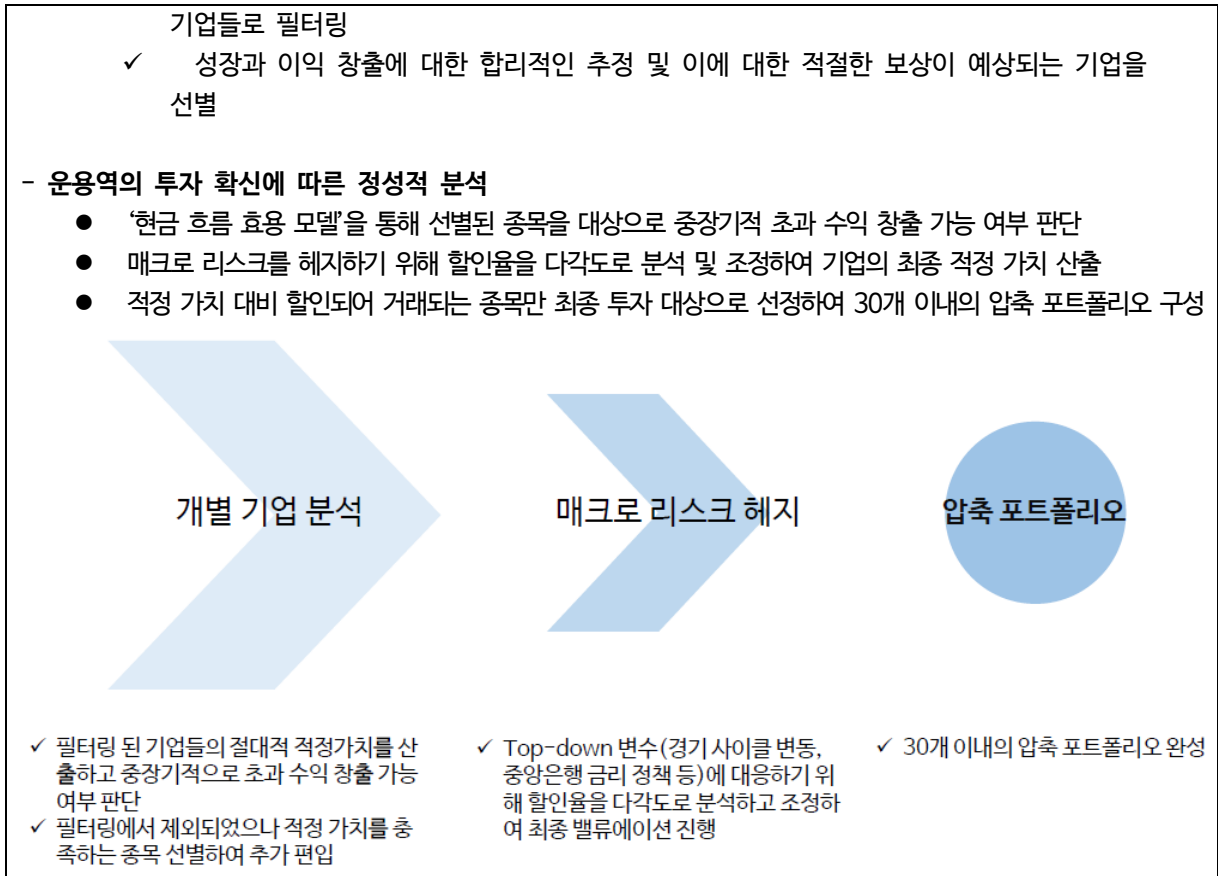 기업들로 필터링
✓ 성장과 이익 창출에 대한 합리적인 추정 및 이에 대한 적절한 보상이 예상되는 기업을
선별
- 운용역의 투자 확신에 따른 정성적 분석
● ‘현금 흐름 효용 모델’을 통해 선별된 종목을 대상으로 중장기적 초과 수익 창출 가능 여부 판단
● 매크로 리스크를 헤지하기 위해 할인율을 다각도로 분석 및 조정하여 기업의 최종 적정 가치 산출
● 적정 가치 대비 할인되어 거래되는 종목만 최종 투자 대상으로 선정하여 30개 이내의 압축 포트폴리오 구성
개별 기업 분석
매크로 리스크 헤지
압축 포트폴리오
✓ 필터링 된 기업들의 절대적 적정가치를 산
출하고 중장기적으로 초과 수익 창출 가능
여부 판단
✓ 필터링에서 제외되었으나 적정 가치를 충
족하는 종목 선별하여 추가 편입
✓ Top-down 변수(경기 사이클 변동,
중앙은행 금리 정책 등)에 대응하기 위
해 할인율을 다각도로 분석하고 조정하
여 최종 밸류에이션 진행
✓ 30개 이내의 압축 포트폴리오 완성